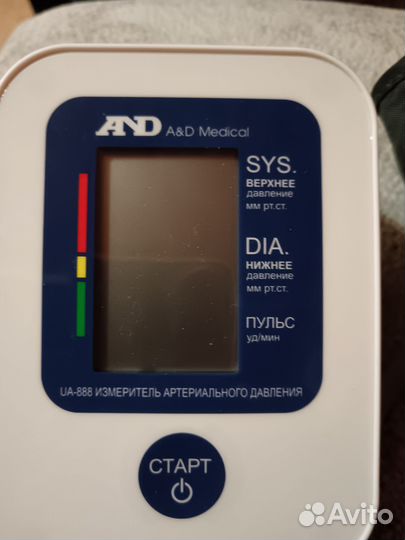 AND A&D Medical
SYS.
ВЕРХНЕЕ
давление
мм рт.ст.
DIA.
НИЖНЕЕ
давление
мм рт.ст.
ПУЛЬС
уд/мин
UA-888 ИЗМЕРИТЕЛЬ АРТЕРИАЛЬНОГО ДАВЛЕНИЯ
СТАРТ
Avito